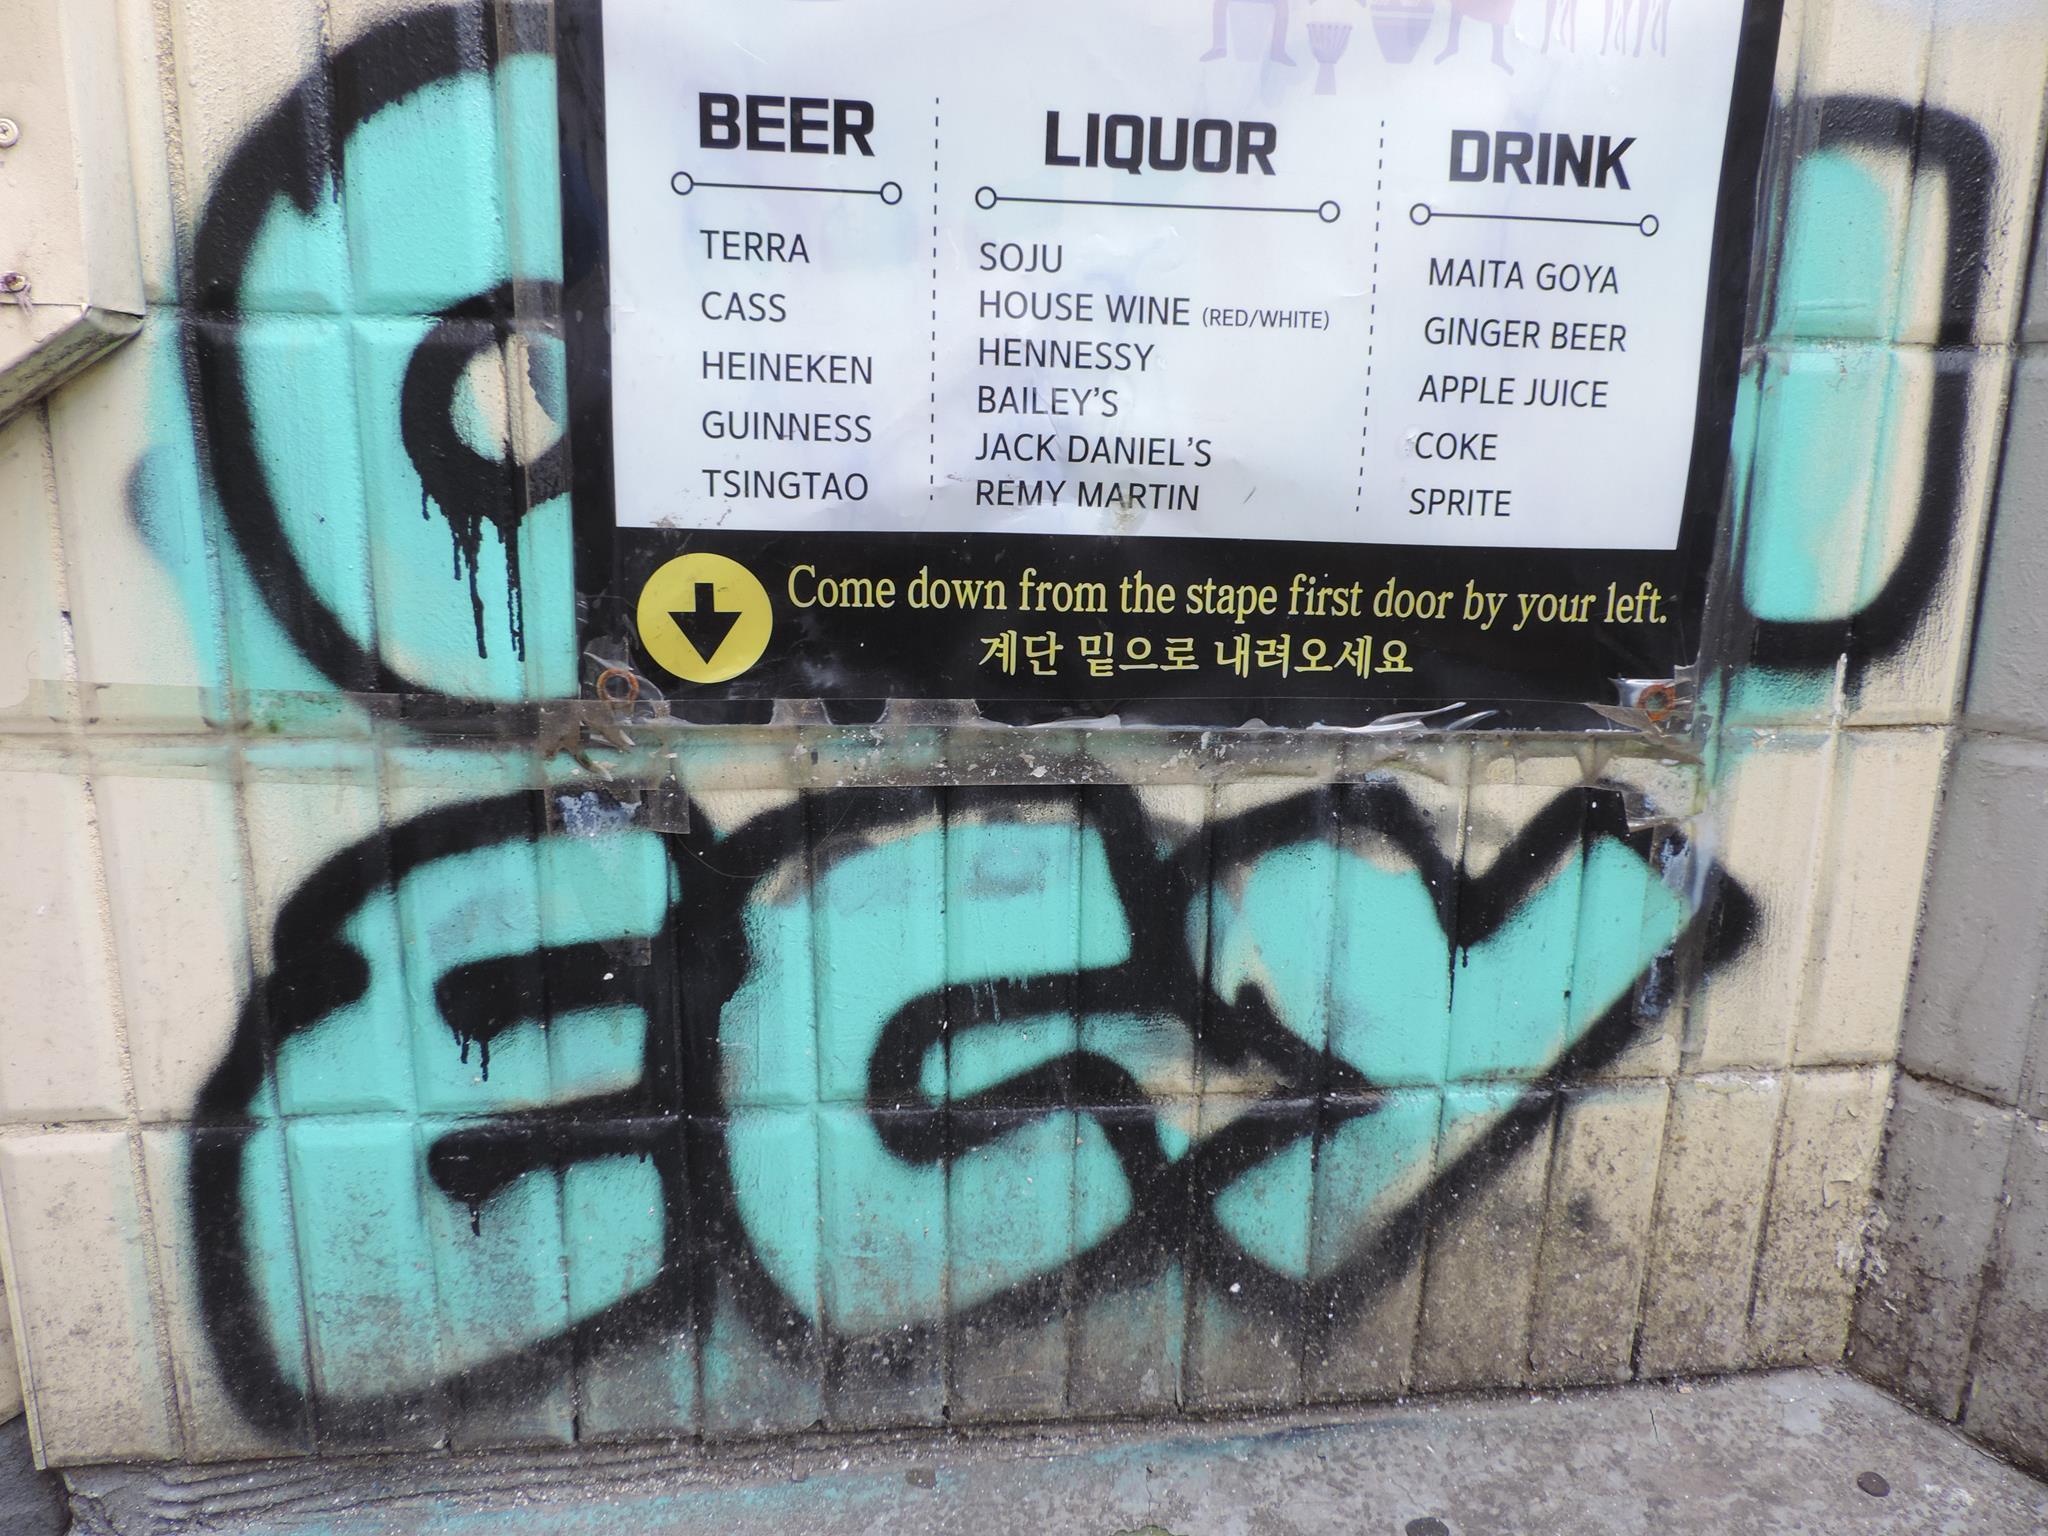 BEER
TERRA
CASS
HEINEKEN
GUINNESS
TSINGTAO
LIQUOR
SOJU
HOUSE WINE (RED/WHITE)
HENNESSY
BAILEY'S
JACK DANIEL'S
REMY MARTIN
DRINK
MAITA GOYA
GINGER BEER
APPLE JUICE
COKE
SPRITE
Come down from the stape first door by your left.
계단 밑으로 내려오세요